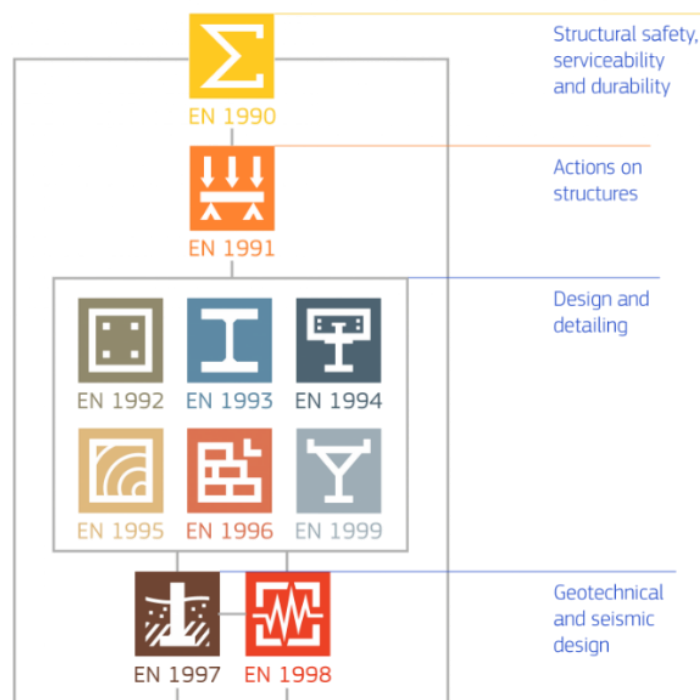 EN 1990
Structural safety,
serviceability
and durability
EN 1991
Actions on
structures
Design and
detailing
EN 1992
EN 1993
EN 1994
EN 1995
EN 1996
EN 1999
EN 1997
EN 1998
Geotechnical
and seismic
design